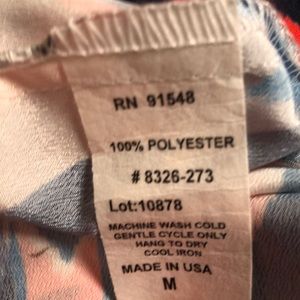 RN 91548
100% POLYESTER
# 8326-273
Lot:10878
MACHINE WASH COLD
GENTLE CYCLE ONLY
HANG TO DRY
COOL IRON
MADE IN USA
M